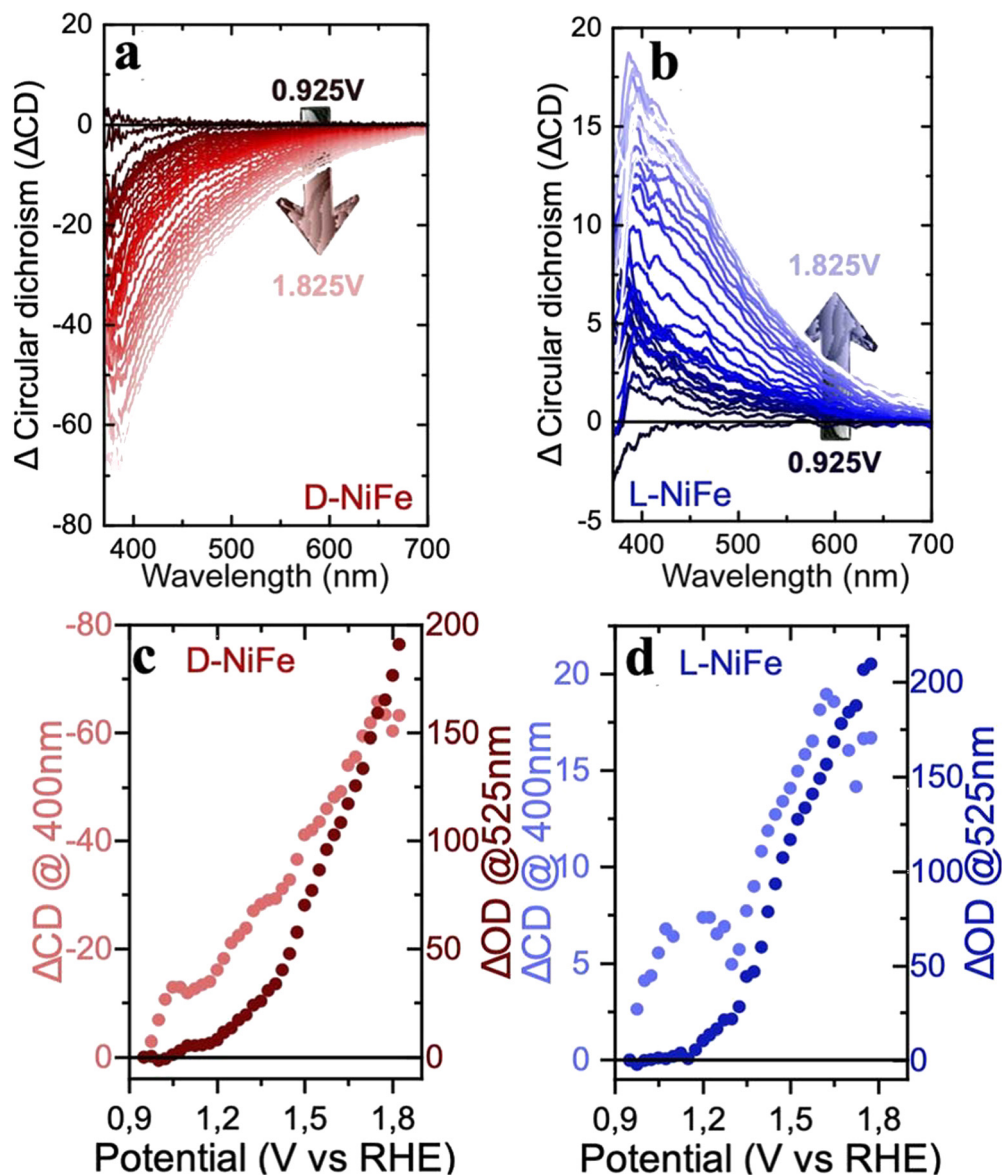 a
0.925V
1.825V
D-NiFe
20
0
-20
-40
-60
-80
Δ Circular dichroism (ΔCD)
400 500 600 700
Wavelength (nm)
b
1.825V
0.925V
L-NiFe
20
15
10
5
0
-5
Δ Circular dichroism (ΔCD)
400 500 600 700
Wavelength (nm)
c
D-NiFe
-80
-60
-40
-20
0
ΔCD @ 400nm
200
150
100
50
0
ΔOD @525nm
0,9 1,2 1,5 1,8
Potential (V vs RHE)
d
L-NiFe
20
15
10
5
0
ΔCD @ 400nm
200
150
100
50
0
ΔOD @525nm
0,9 1,2 1,5 1,8
Potential (V vs RHE)